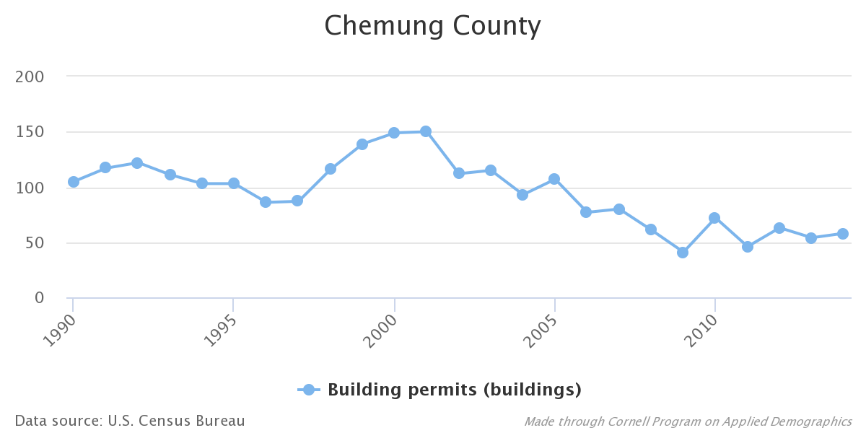 Chemung County
200
150
100
50
0
1990
1995
2000
2005
2010
Building permits (buildings)
Data source: U.S. Census Bureau
Made through Cornell Program on Applied Demographics